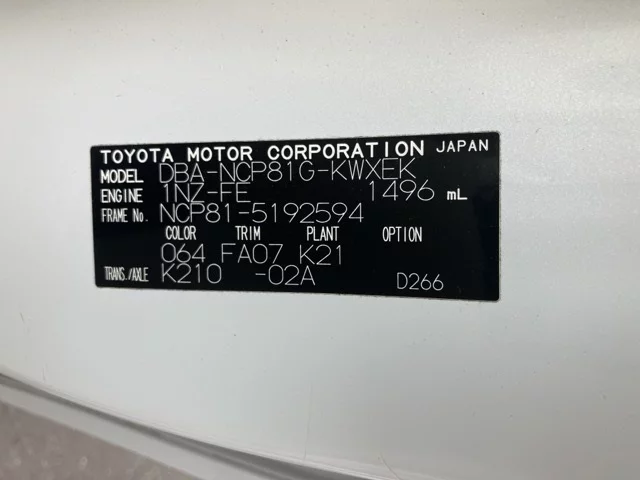 TOYOTA MOTOR CORPORATION JAPAN
MODEL DBA-NCP81G-KWXEK
ENGINE 1NZ-FE 1496 mL
FRAME No. NCP81-5192594
COLOR TRIM PLANT OPTION
064 FA07 K21
TRANS./AXLE K210 -02A D266